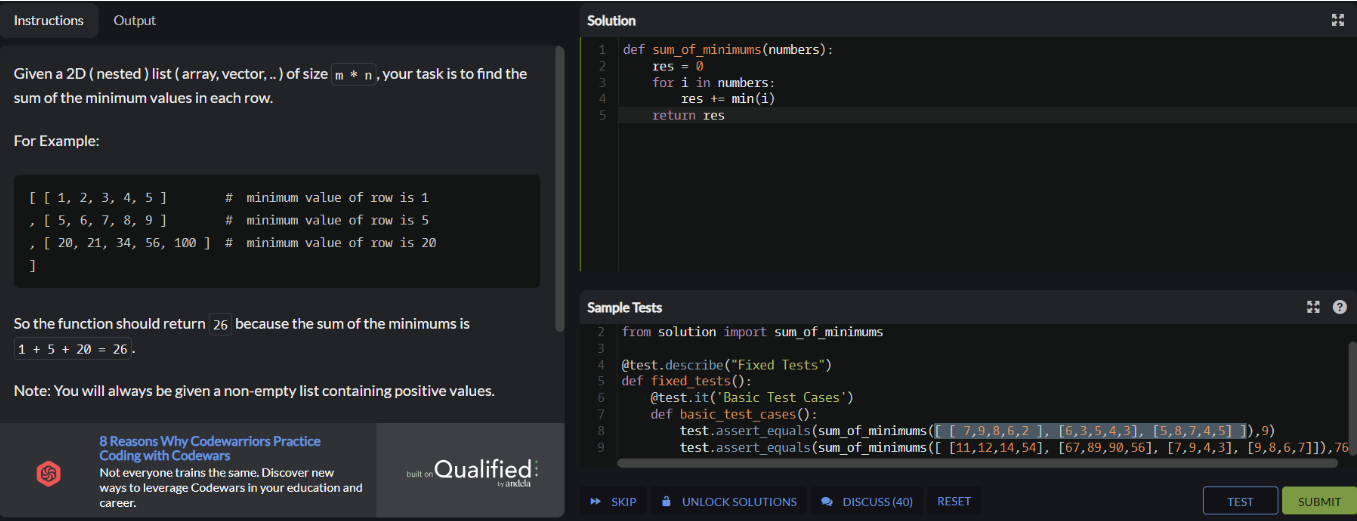 Instructions
Output
Given a 2D ( nested ) list ( array, vector, .. ) of size m * n , your task is to find the
sum of the minimum values in each row.
For Example:
[ [ 1, 2, 3, 4, 5 ] # minimum value of row is 1
, [ 5, 6, 7, 8, 9 ] # minimum value of row is 5
, [ 20, 21, 34, 56, 100 ] # minimum value of row is 20
]
So the function should return 26 because the sum of the minimums is
1 + 5 + 20 = 26 .
Note: You will always be given a non-empty list containing positive values.
8 Reasons Why Codewarriors Practice
Coding with Codewars
Not everyone trains the same. Discover new
ways to leverage Codewars in your education and
career.
built on Qualified
by andela
Solution
1 def sum_of_minimums(numbers):
2 res = 0
3 for i in numbers:
4 res += min(i)
5 return res
Sample Tests
2 from solution import sum_of_minimums
3
4 @test.describe("Fixed Tests")
5 def fixed_tests():
6 @test.it('Basic Test Cases')
7 def basic_test_cases():
8 test.assert_equals(sum_of_minimums([ [ 7,9,8,6,2 ], [6,3,5,4,3], [5,8,7,4,5] ]),9)
9 test.assert_equals(sum_of_minimums([ [11,12,14,54], [67,89,90,56], [7,9,4,3], [9,8,6,7]]),76
SKIP
UNLOCK SOLUTIONS
DISCUSS (40)
RESET
TEST
SUBMIT